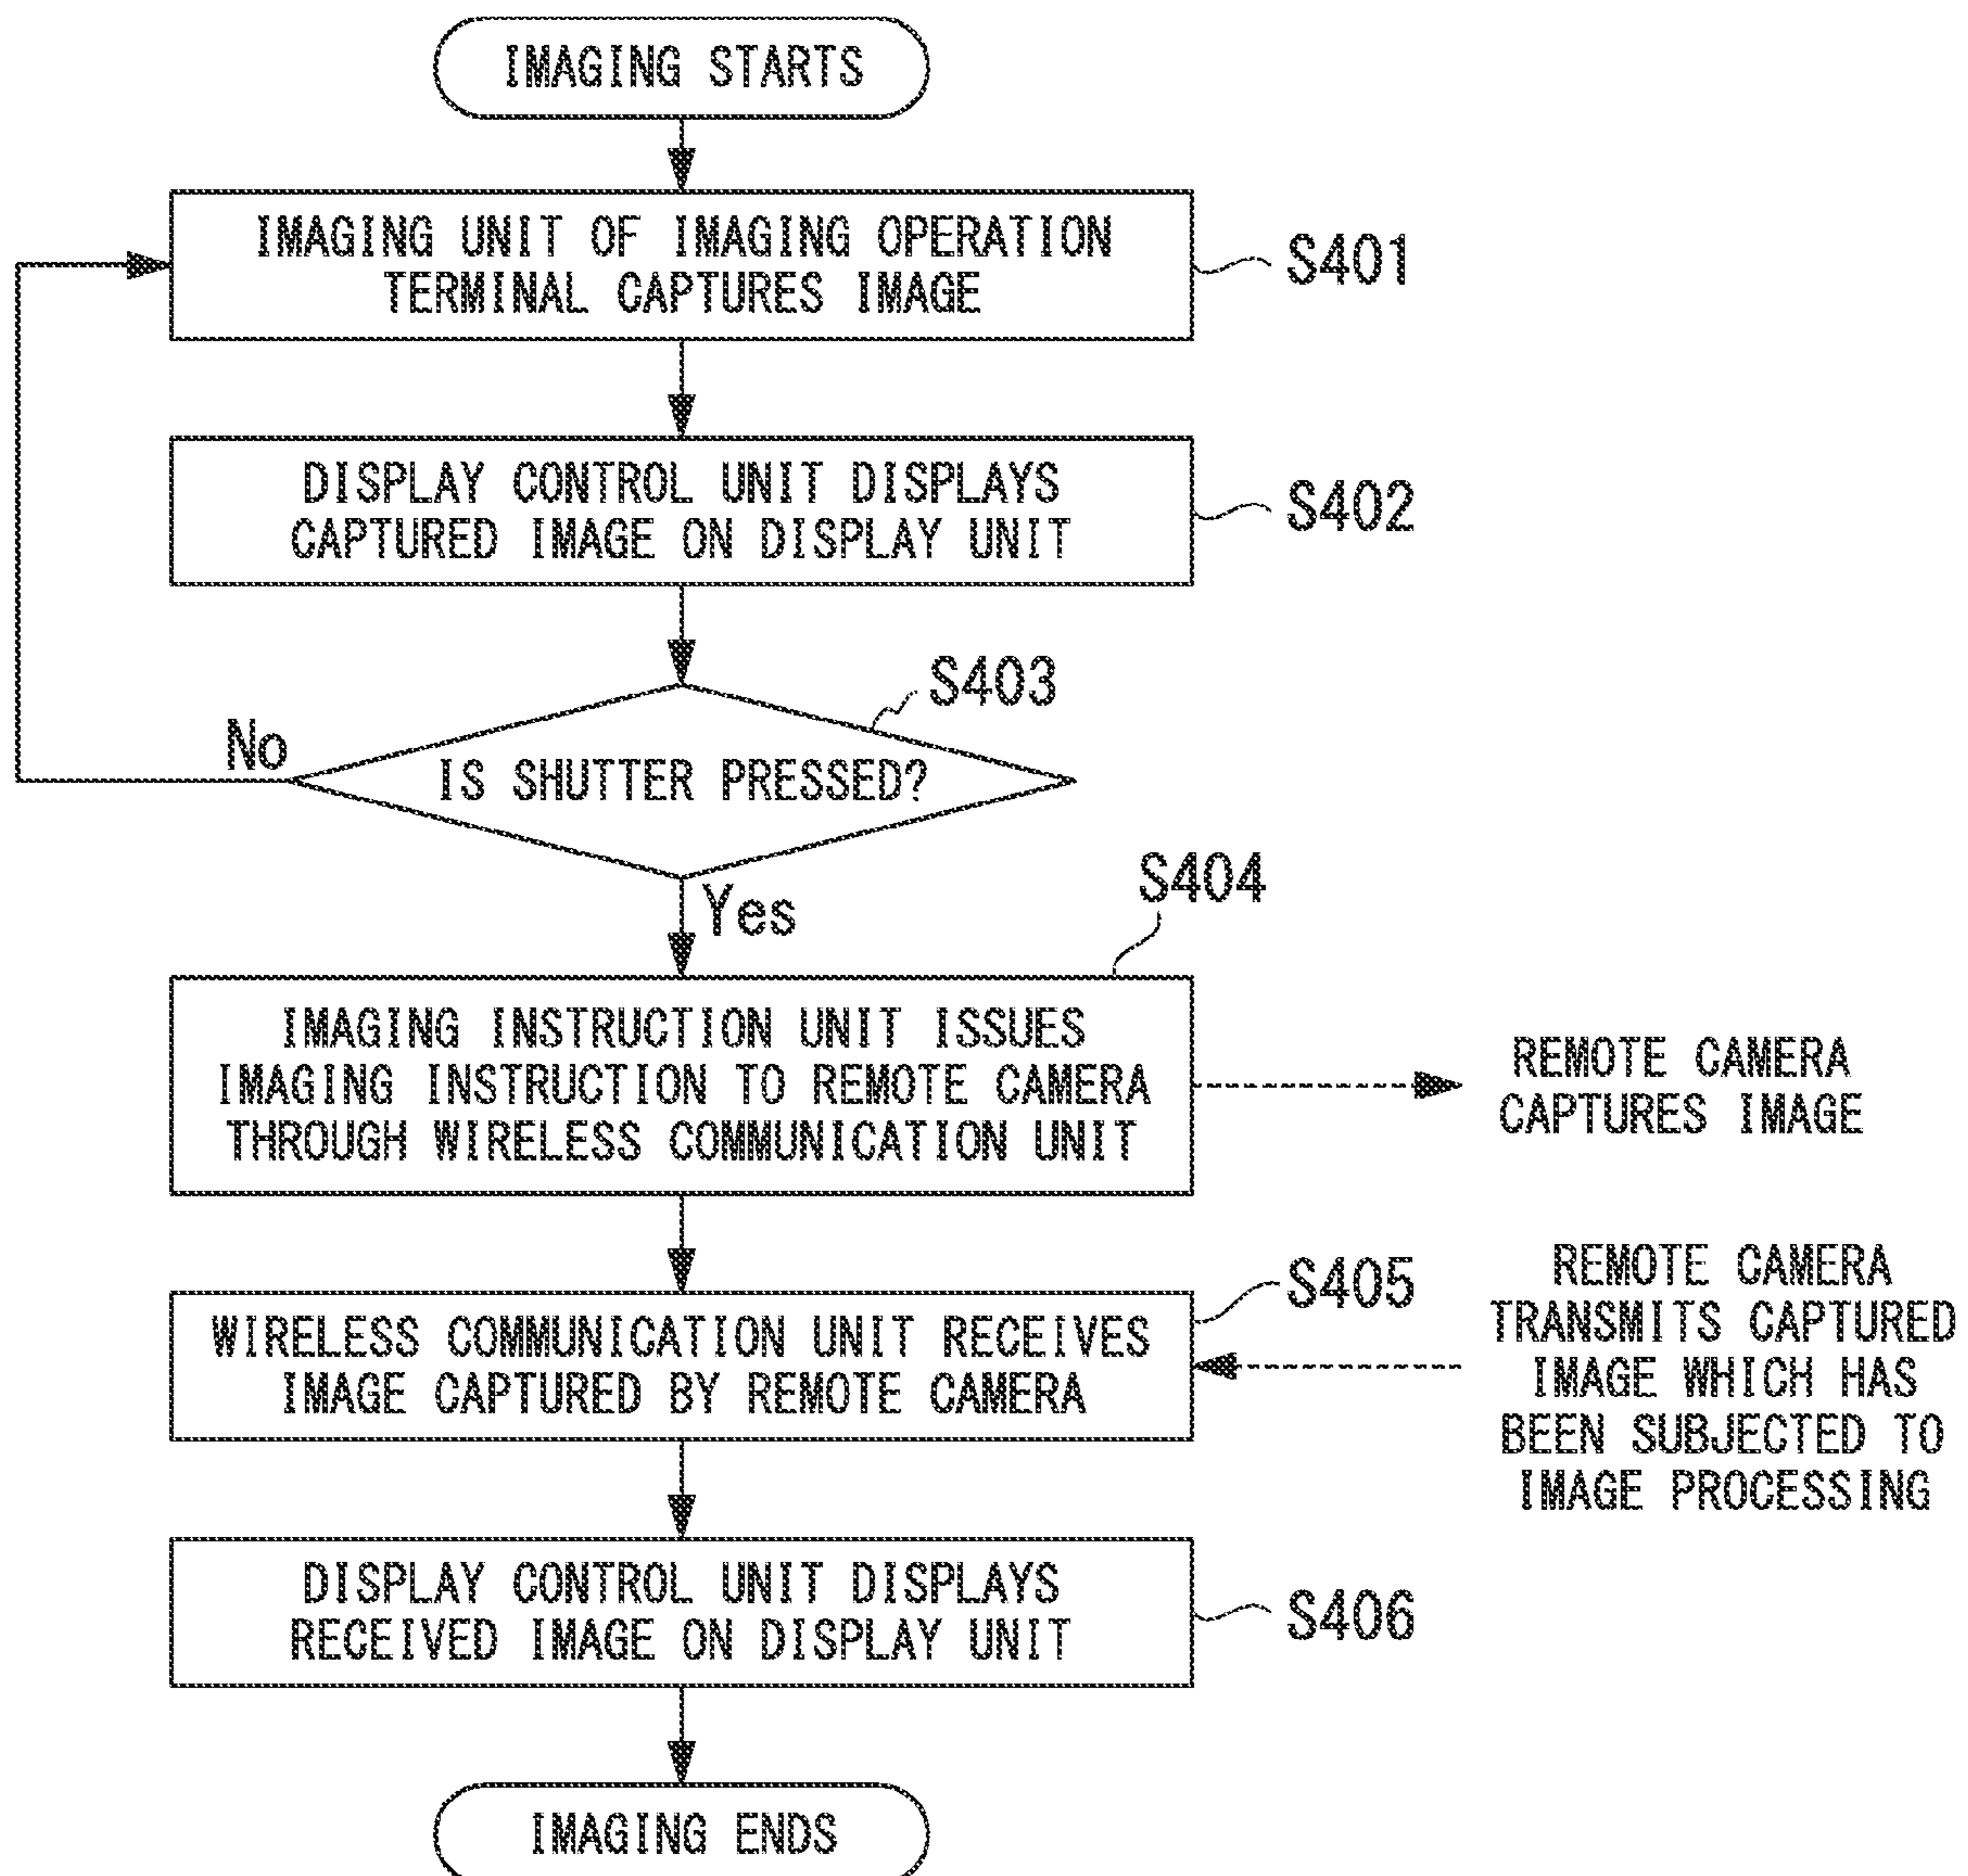 IMAGING STARTS
IMAGING UNIT OF IMAGING OPERATION
TERMINAL CAPTURES IMAGE
S401
DISPLAY CONTROL UNIT DISPLAYS
CAPTURED IMAGE ON DISPLAY UNIT
S402
S403
No
IS SHUTTER PRESSED?
Yes
S404
IMAGING INSTRUCTION UNIT ISSUES
IMAGING INSTRUCTION TO REMOTE CAMERA
THROUGH WIRELESS COMMUNICATION UNIT
REMOTE CAMERA
CAPTURES IMAGE
WIRELESS COMMUNICATION UNIT RECEIVES
IMAGE CAPTURED BY REMOTE CAMERA
S405
REMOTE CAMERA
TRANSMITS CAPTURED
IMAGE WHICH HAS
BEEN SUBJECTED TO
IMAGE PROCESSING
DISPLAY CONTROL UNIT DISPLAYS
RECEIVED IMAGE ON DISPLAY UNIT
S406
IMAGING ENDS